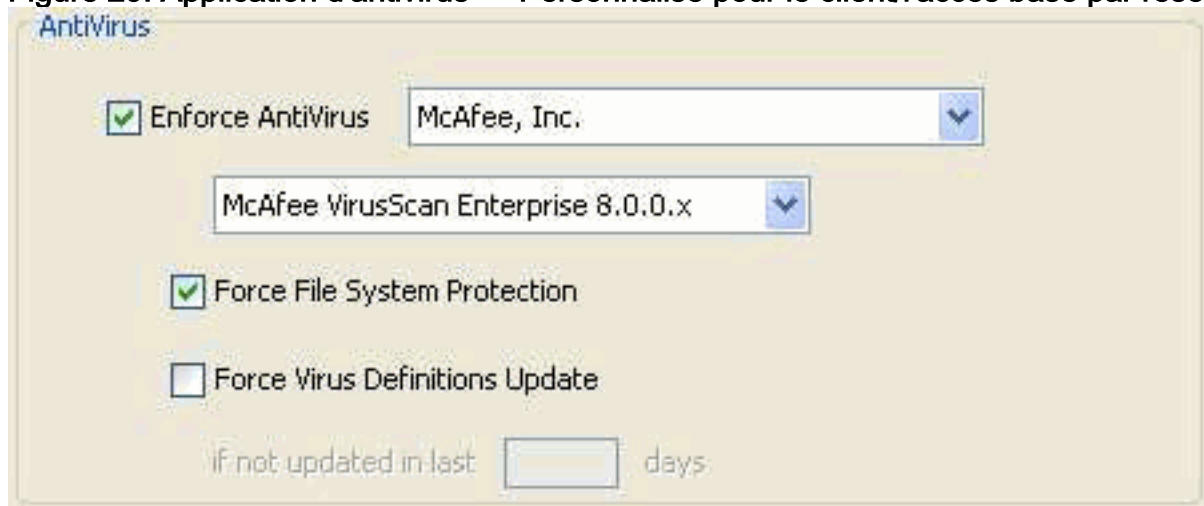 AntiVirus
Enforce AntiVirus McAfee, Inc.
McAfee VirusScan Enterprise 8.0.0.x
Force File System Protection
Force Virus Definitions Update
if not updated in last days